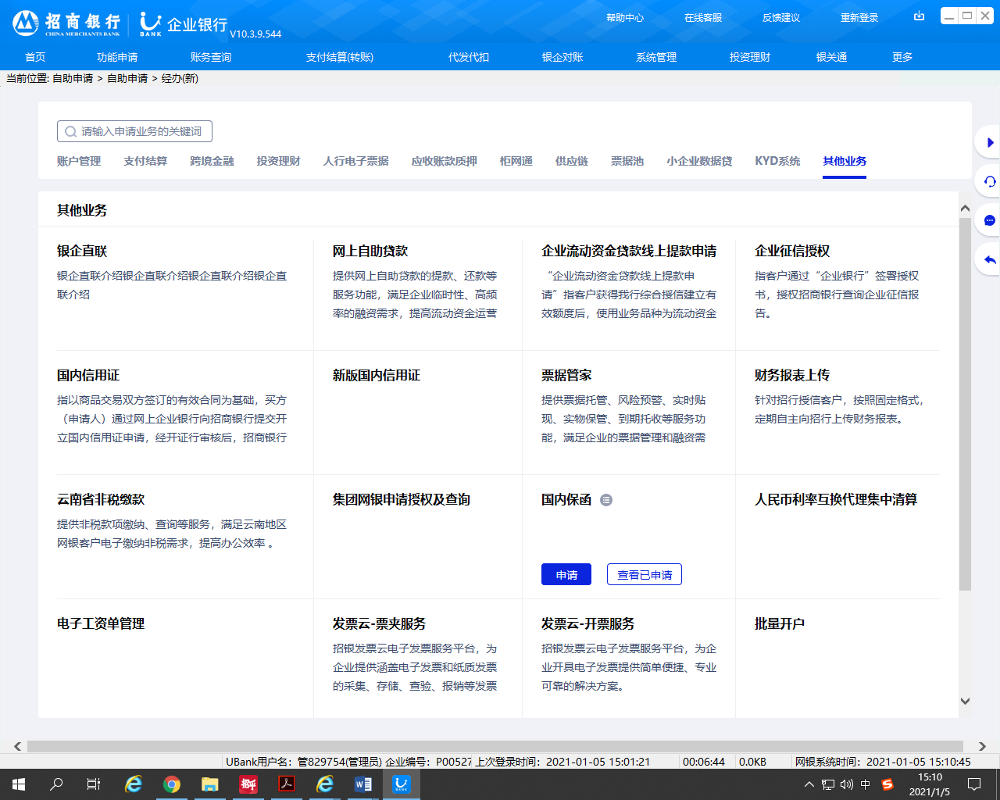 招商银行
CHINA MERCHANTS BANK
BANK
企业银行
V10.3.9.544
帮助中心 在线客服 反馈建议 重新登录
首页 功能申请 账务查询 支付结算(转账) 代发代扣 银企对账 系统管理 投资理财 银关通 更多
当前位置: 自助申请 > 自助申请 > 经办(新)
请输入申请业务的关键词
账户管理 支付结算 跨境金融 投资理财 人行电子票据 应收账款质押 柜网通 供应链 票据池 小企业数据贷 KYD系统 其他业务
其他业务
银企直联
银企直联介绍银企直联介绍银企直联介绍银企直
联介绍
网上自助贷款
提供网上自助贷款的提款、还款等
服务功能，满足企业临时性、高频
率的融资需求，提高流动资金运营
企业流动资金贷款线上提款申请
“企业流动资金贷款线上提款申
请”指客户获得我行综合授信建立有
效额度后，使用业务品种为流动资金
企业征信授权
指客户通过“企业银行”签署授权
书，授权招商银行查询企业征信报
告。
国内信用证
指以商品交易双方签订的有效合同为基础，买方
（申请人）通过网上企业银行向招商银行提交开
立国内信用证申请，经开证行审核后，招商银行
新版国内信用证
票据管家
提供票据托管、风险预警、实时贴
现、实物保管、到期托收等服务功
能，满足企业的票据管理和融资需
财务报表上传
针对招行授信客户，按照固定格式，
定期自主向招行上传财务报表。
云南省非税缴款
提供非税款项缴纳、查询等服务，满足云南地区
网银客户电子缴纳非税需求，提高办公效率 。
集团网银申请授权及查询
国内保函
申请 查看已申请
人民币利率互换代理集中清算
电子工资单管理
发票云-票夹服务
招银发票云电子发票服务平台，为
企业提供涵盖电子发票和纸质发票
的采集、存储、查验、报销等发票
发票云-开票服务
招银发票云电子发票服务平台，为企
业开具电子发票提供简单便捷、专业
可靠的解决方案。
批量开户
UBank用户名：管829754(管理员) 企业编号：P00527 上次登录时间：2021-01-05 15:01:21 00:06:44 0.0KB 网银系统时间：2021-01-05 15:10:45
中
15:10
2021/1/5